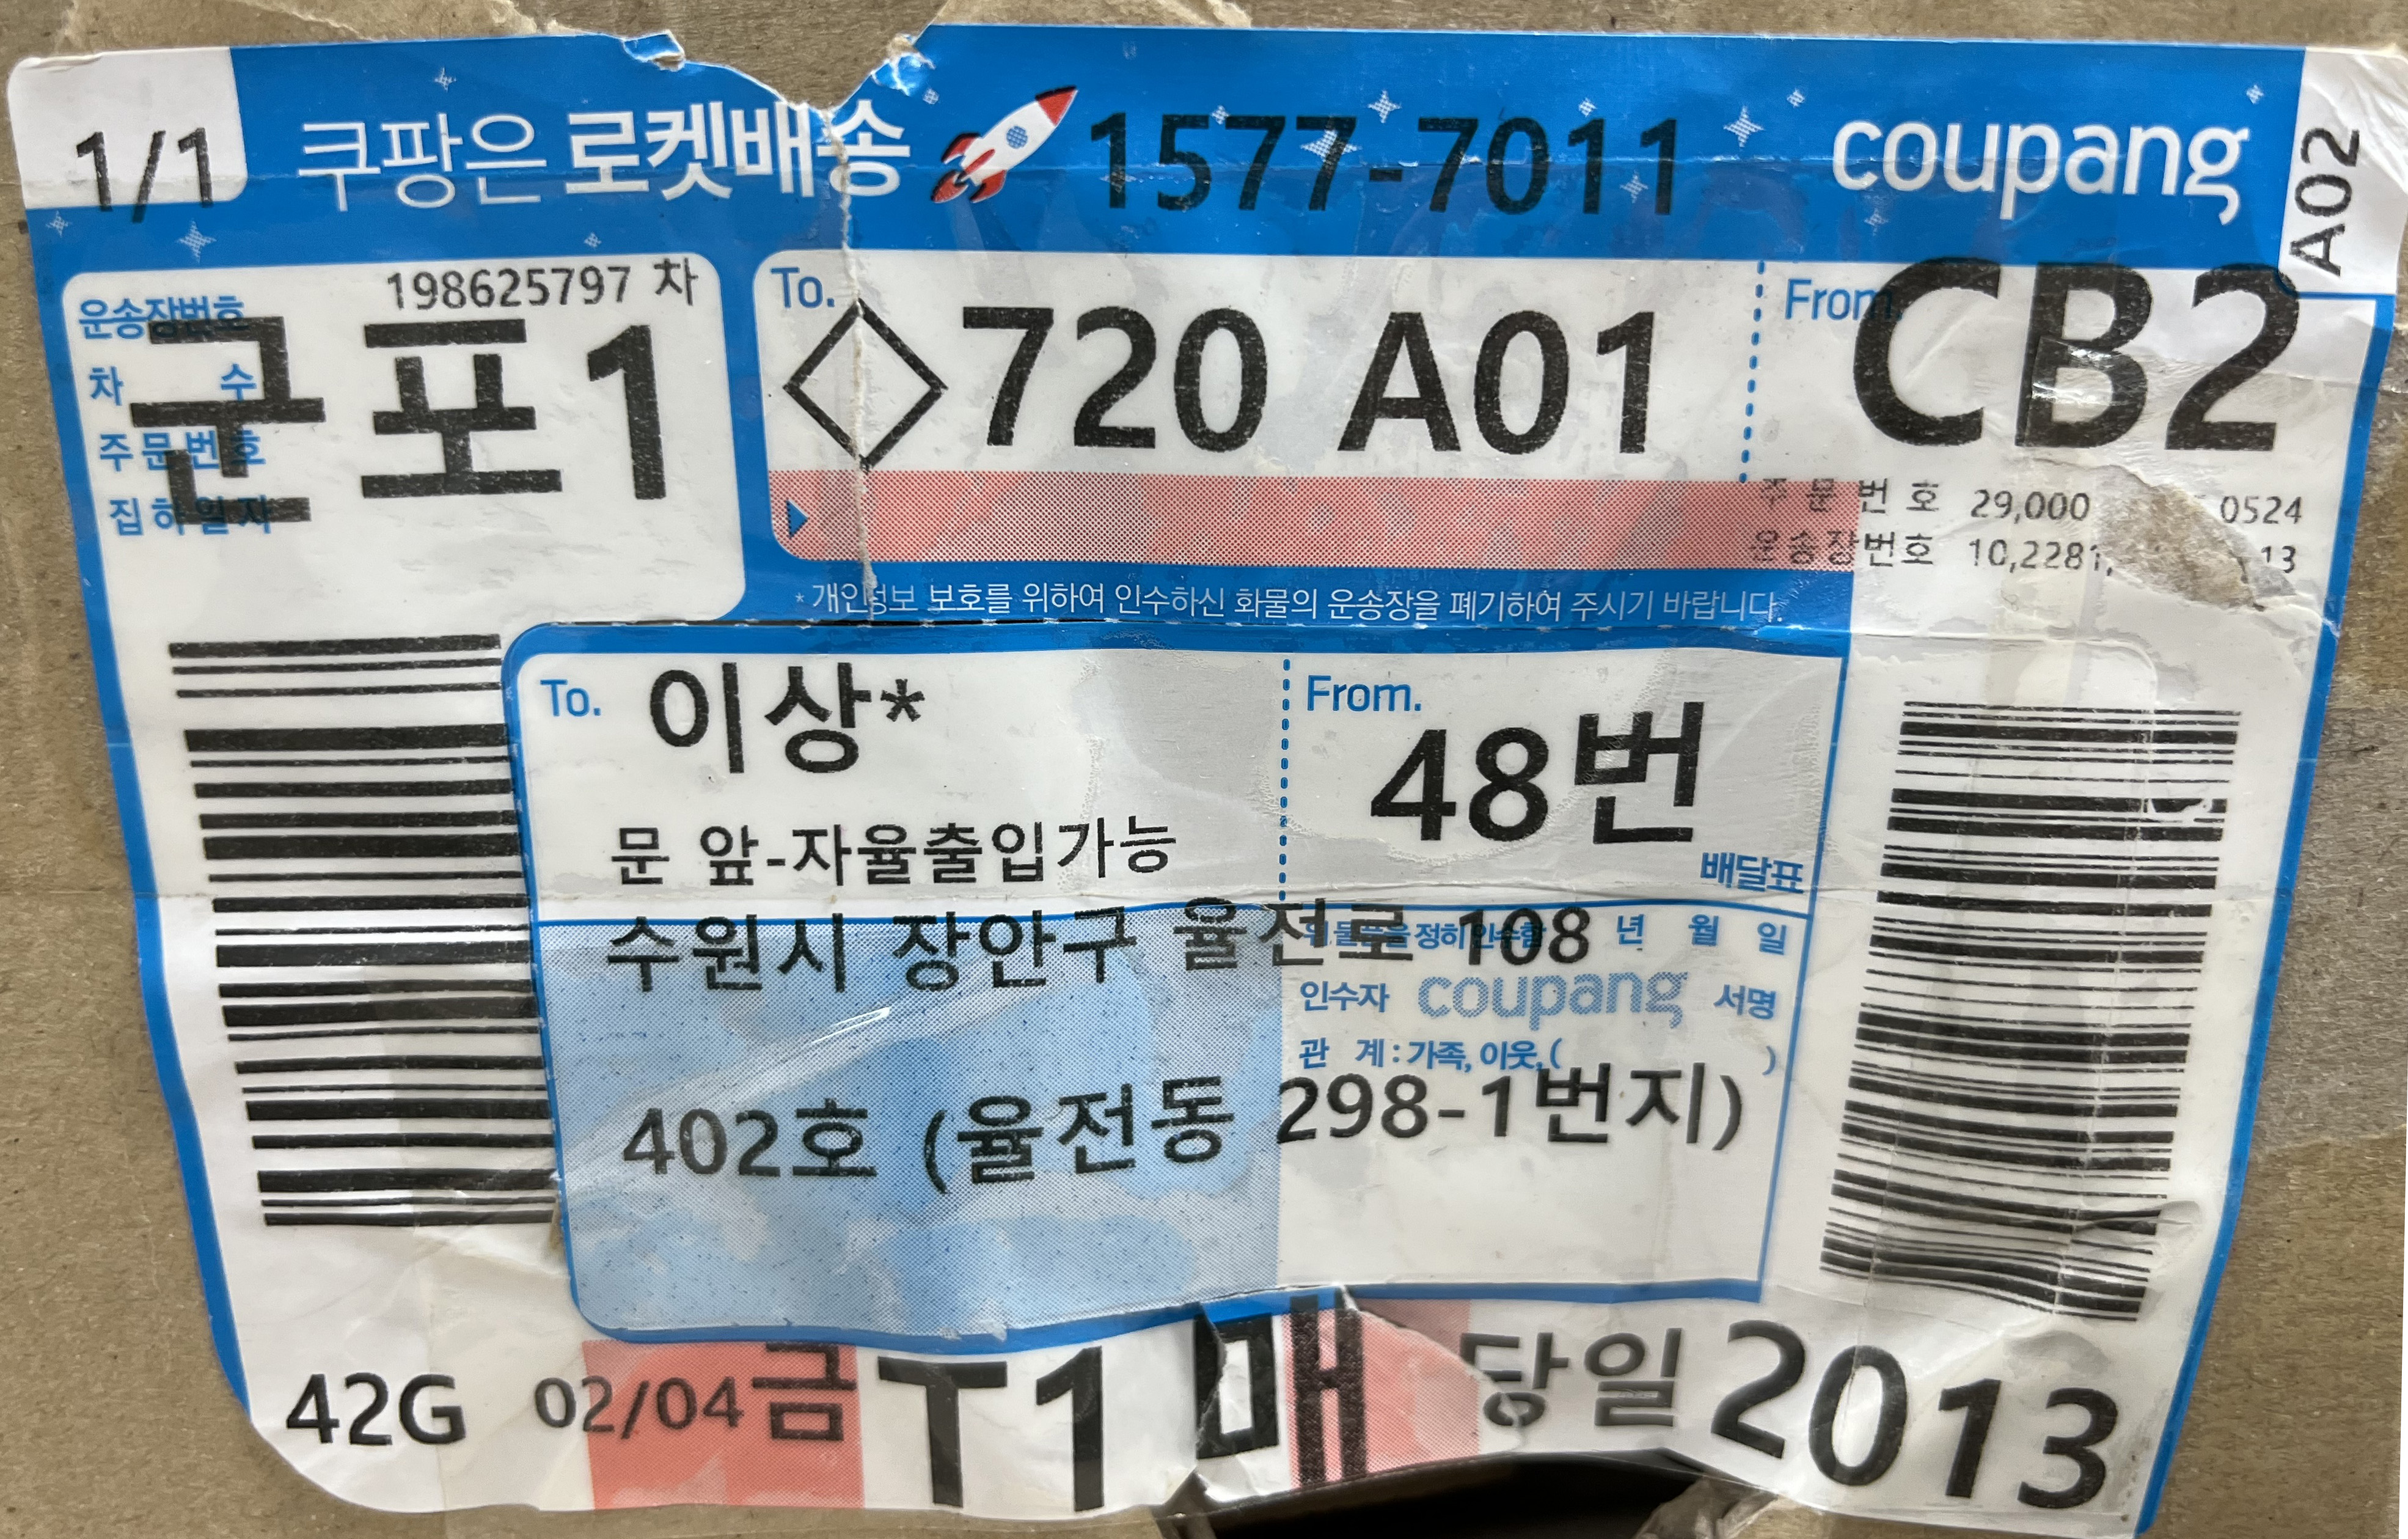 1/1 쿠팡은 로켓배송 1577-7011 coupang A02
운송장번호 198625797 차
차 수
주문번호
집하일자
군포1
To. ◇720 A01
From. CB2
주문번호 29,000 0524
운송장번호 10,2281, 13
*개인정보 보호를 위하여 인수하신 화물의 운송장을 폐기하여 주시기 바랍니다.
To. 이상*
From. 48번
문 앞-자율출입가능
배달표
수원시 장안구 율전로 108
정히 인수함 년 월 일
인수자 coupang 서명
관 계 : 가족, 이웃, ( )
402호 (율전동 298-1번지)
42G 02/04 금 T1 매 당일 2013